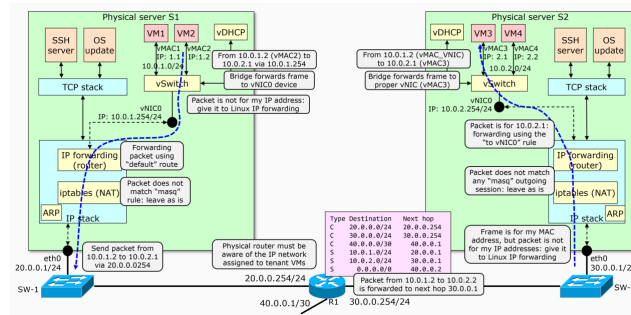 Physical server S1
SSH
server
OS
update
VM1
VM2
vDHCP
vMAC1
IP: 1.1
vMAC2
IP:1.2
10.0.1.0/24
From 10.0.1.2 (vMAC2) to
10.0.2.1 via 10.0.1.254
TCP stack
vSwitch
Bridge forwards frame
to vNIC0 device
vNIC0
IP: 10.0.1.254/24
Packet is not for my IP address:
give it to Linux IP forwarding
IP forwarding
(router)
Forwarding
packet using
"default" route
iptables (NAT)
Packet does not
match "masq"
rule: leave as is
ARP
IP stack
eth0
20.0.0.1/24
Send packet from
10.0.1.2 to 10.0.2.1
via 20.0.0.0254
SW-1
Physical router must be
aware of the IP network
assigned to tenant VMs
Type Destination Next hop
C 20.0.0.0/24 20.0.0.254
C 30.0.0.0/24 30.0.0.254
C 40.0.0.0/30 40.0.0.1
S 10.0.1.0/24 20.0.0.1
S 10.0.2.0/24 30.0.0.1
S 0.0.0.0/0 40.0.0.2
20.0.0.254/24
40.0.0.1/30
R1
30.0.0.254/24
Packet from 10.0.1.2 to 10.0.2.2
is forwarded to next hop 30.0.0.1
Physical server S2
vDHCP
VM3
VM4
SSH
server
OS
update
From 10.0.1.2 (vMAC_VNIC)
to 10.0.2.1 (vMAC3)
vMAC3
IP: 2.1
vMAC4
IP: 2.2
10.0.2.0/24
Bridge forwards frame to
proper vNIC (vMAC3)
vSwitch
TCP stack
vNIC0
IP: 10.0.2.254/24
Packet is for 10.0.2.1:
forwarding using the
"to vNIC0" rule
IP forwarding
(router)
Packet does not match
any "masq" outgoing
session: leave as is
iptables (NAT)
ARP
IP stack
Frame is for my MAC
address, but packet is not
for my IP addresses: give it
to Linux IP forwarding
eth0
30.0.0.1/2
SW-